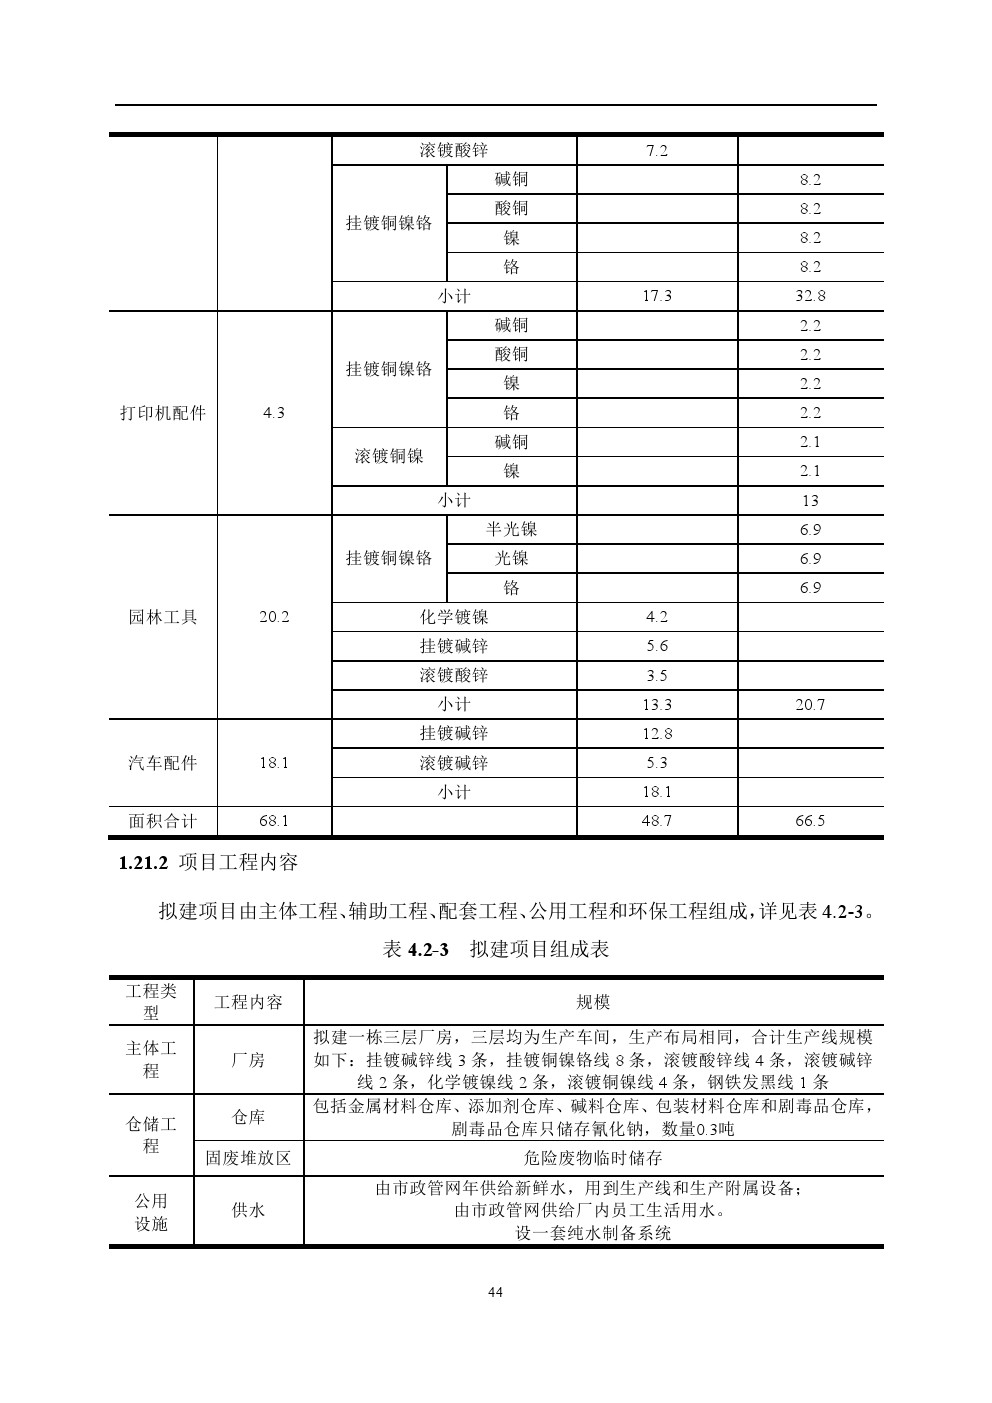 滚镀酸锌 7.2
挂镀铜镍铬 碱铜 8.2
酸铜 8.2
镍 8.2
铬 8.2
小计 17.3 32.8
打印机配件 4.3 挂镀铜镍铬 碱铜 2.2
酸铜 2.2
镍 2.2
铬 2.2
滚镀铜镍 碱铜 2.1
镍 2.1
小计 13
园林工具 20.2 挂镀铜镍铬 半光镍 6.9
光镍 6.9
铬 6.9
化学镀镍 4.2
挂镀碱锌 5.6
滚镀酸锌 3.5
小计 13.3 20.7
汽车配件 18.1 挂镀碱锌 12.8
滚镀碱锌 5.3
小计 18.1
面积合计 68.1 48.7 66.5
1.21.2 项目工程内容
拟建项目由主体工程、辅助工程、配套工程、公用工程和环保工程组成，详见表 4.2-3。
表 4.2-3 拟建项目组成表
工程类
型
工程内容 规模
主体工
程
厂房
拟建一栋三层厂房，三层均为生产车间，生产布局相同，合计生产线规模
如下：挂镀碱锌线 3 条，挂镀铜镍铬线 8 条，滚镀酸锌线 4 条，滚镀碱锌
线 2 条，化学镀镍线 2 条，滚镀铜镍线 4 条，钢铁发黑线 1 条
仓储工
程
仓库
包括金属材料仓库、添加剂仓库、碱料仓库、包装材料仓库和剧毒品仓库，
剧毒品仓库只储存氰化钠，数量0.3吨
固废堆放区 危险废物临时储存
公用
设施
供水
由市政管网年供给新鲜水，用到生产线和生产附属设备；
由市政管网供给厂内员工生活用水。
设一套纯水制备系统
44